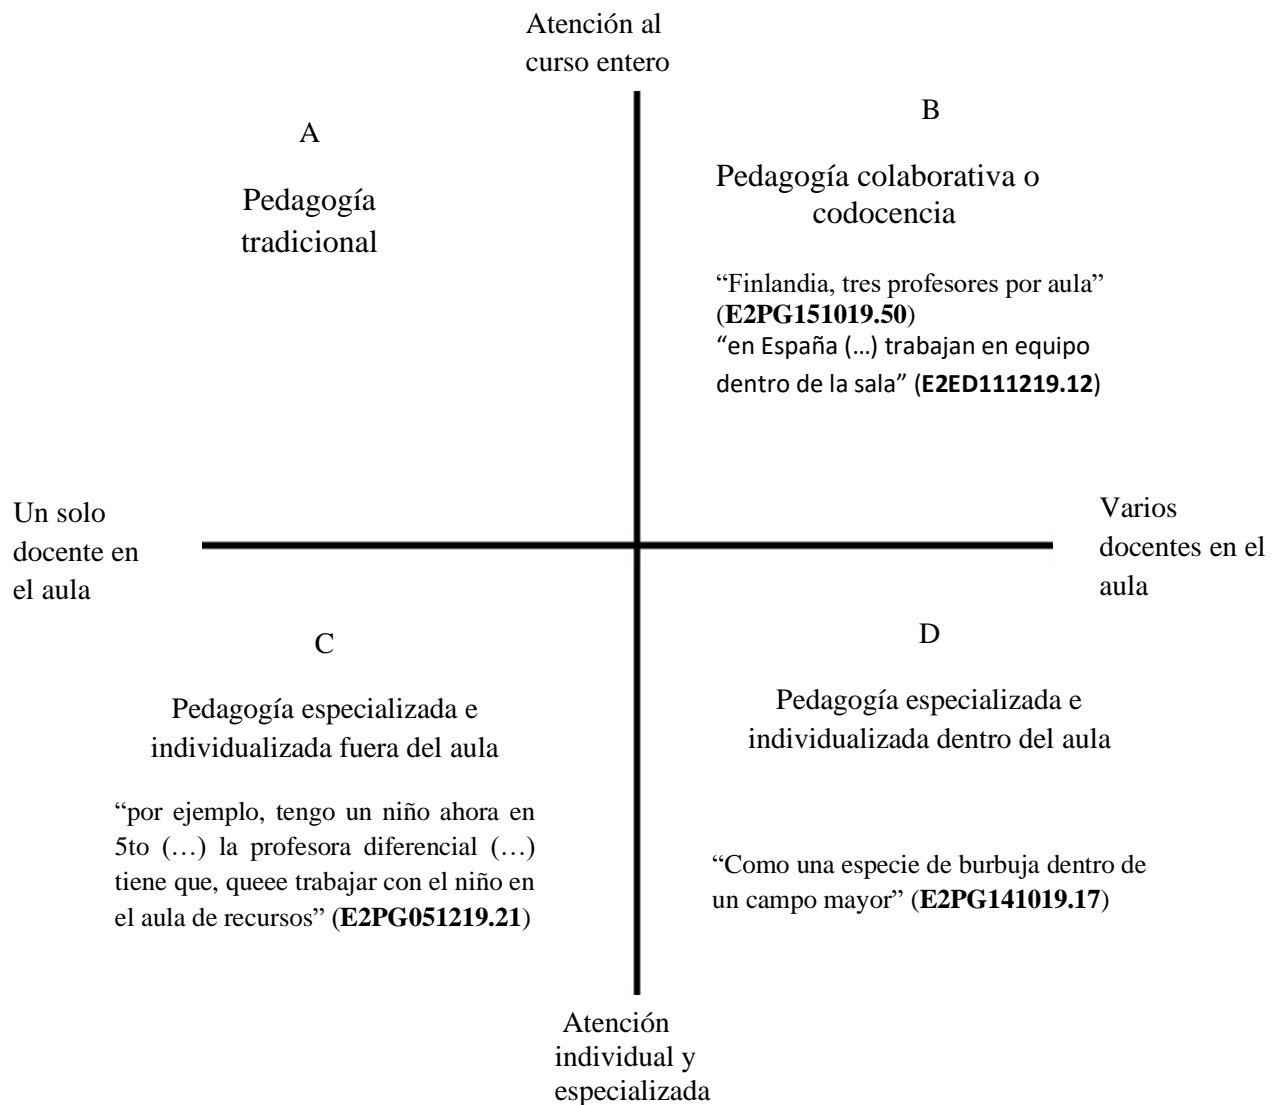 Atención al
curso entero
A
Pedagogía
tradicional
B
Pedagogía colaborativa o
codocencia
“Finlandia, tres profesores por aula”
(E2PG151019.50)
“en España (…) trabajan en equipo
dentro de la sala” (E2ED111219.12)
Un solo
docente en
el aula
Varios
docentes en el
aula
C
Pedagogía especializada e
individualizada fuera del aula
“por ejemplo, tengo un niño ahora en
5to (…) la profesora diferencial (…)
tiene que, queee trabajar con el niño en
el aula de recursos” (E2PG051219.21)
D
Pedagogía especializada e
individualizada dentro del aula
“Como una especie de burbuja dentro de
un campo mayor” (E2PG141019.17)
Atención
individual y
especializada